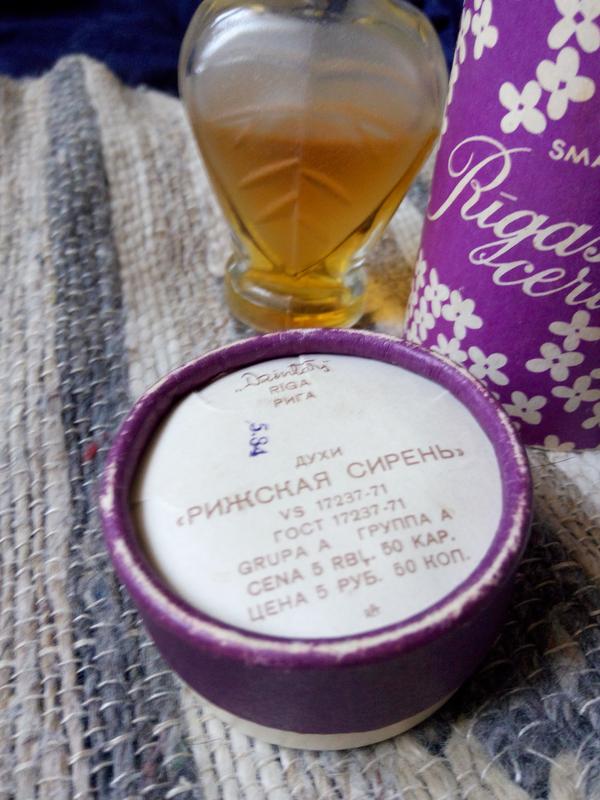 SMA
Rīgas
ceri
„Dzintars"
RĪGA
РИГА
5.84
ДУХИ
«РИЖСКАЯ СИРЕНЬ»
VS 17237-71
ГОСТ 17237-71
GRUPA A ГРУППА А
CENA 5 RBĻ. 50 KAP.
ЦЕНА 5 РУБ. 50 КОП.